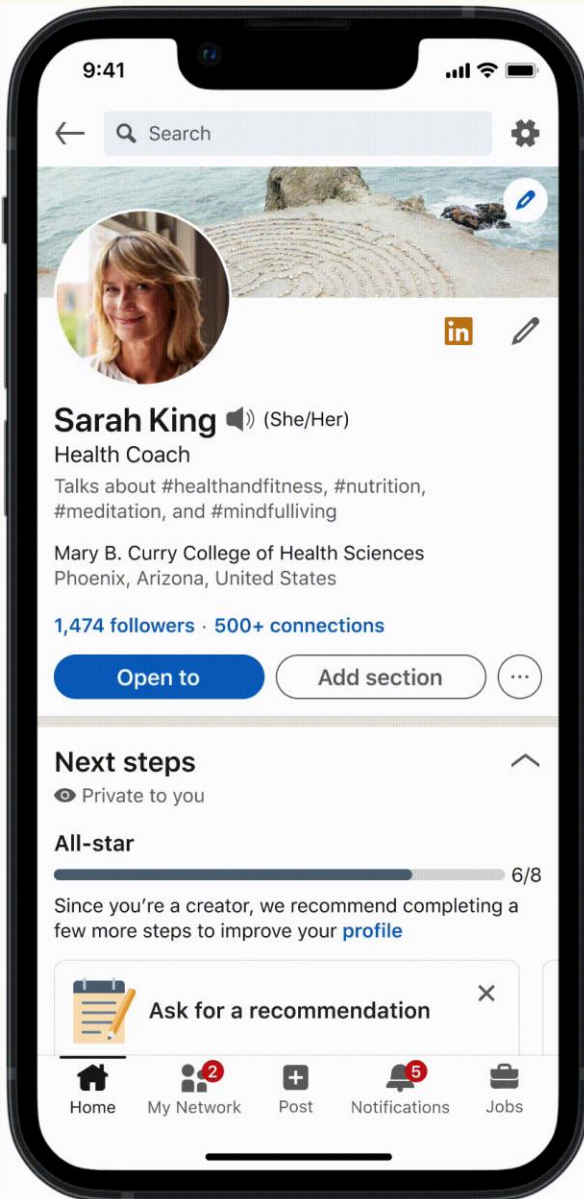 9:41
Search
in
Sarah King (She/Her)
Health Coach
Talks about #healthandfitness, #nutrition,
#meditation, and #mindfulliving
Mary B. Curry College of Health Sciences
Phoenix, Arizona, United States
1,474 followers · 500+ connections
Open to
Add section
...
Next steps
Private to you
All-star
6/8
Since you’re a creator, we recommend completing a
few more steps to improve your profile
Ask for a recommendation
2
5
Home
My Network
Post
Notifications
Jobs